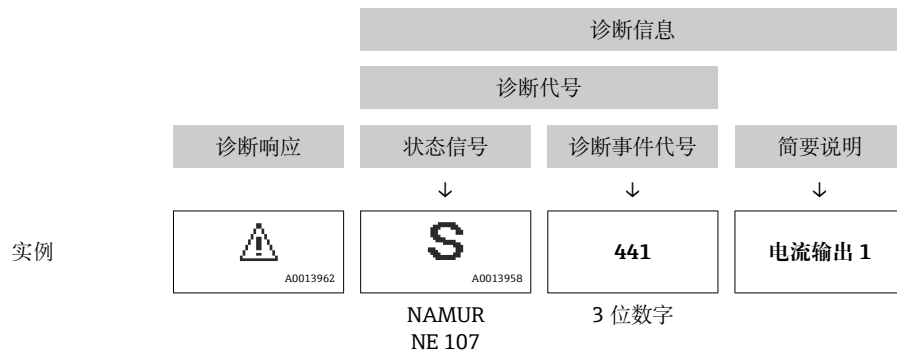 诊断信息
诊断代号
诊断响应 状态信号 诊断事件代号 简要说明
↓ ↓ ↓
实例 S 441 电流输出 1
A0013962 A0013958
NAMUR 3 位数字
NE 107